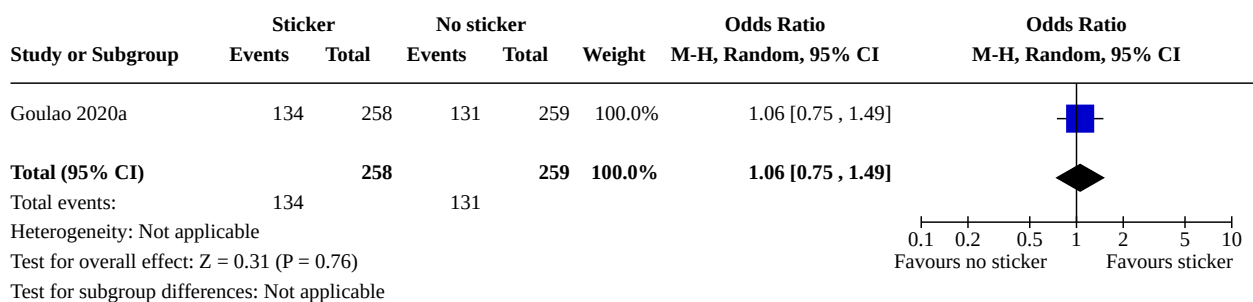 Sticker No sticker Odds Ratio Odds Ratio
Study or Subgroup Events Total Events Total Weight M-H, Random, 95% CI M-H, Random, 95% CI
Goulao 2020a 134 258 131 259 100.0% 1.06 [0.75 , 1.49]
Total (95% CI) 258 259 100.0% 1.06 [0.75 , 1.49]
Total events: 134 131
Heterogeneity: Not applicable
0.1 0.2 0.5 1 2 5 10
Test for overall effect: Z = 0.31 (P = 0.76) Favours no sticker Favours sticker
Test for subgroup differences: Not applicable